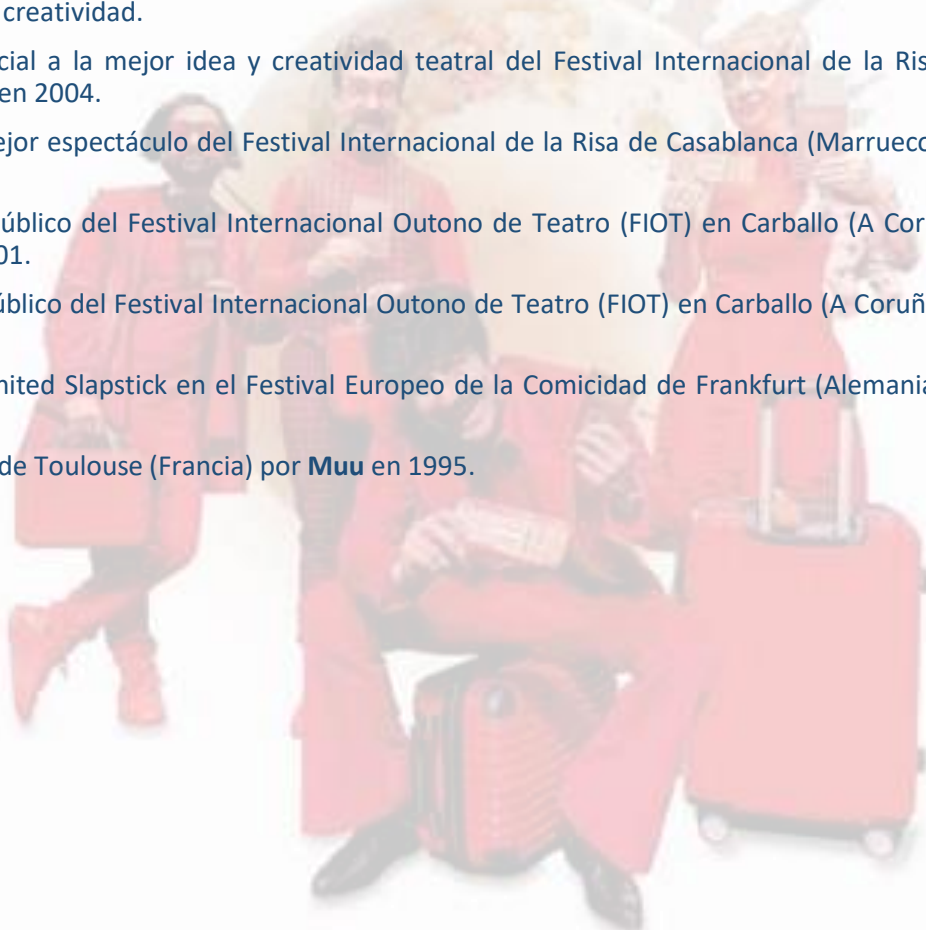 creatividad.
cial a la mejor idea y creatividad teatral del Festival Internacional de la Ris
en 2004.
ejor espectáculo del Festival Internacional de la Risa de Casablanca (Marruecc
úblico del Festival Internacional Outono de Teatro (FIOT) en Carballo (A Cor
01.
úblico del Festival Internacional Outono de Teatro (FIOT) en Carballo (A Coruñ
nited Slapstick en el Festival Europeo de la Comicidad de Frankfurt (Alemania
de Toulouse (Francia) por Muu en 1995.